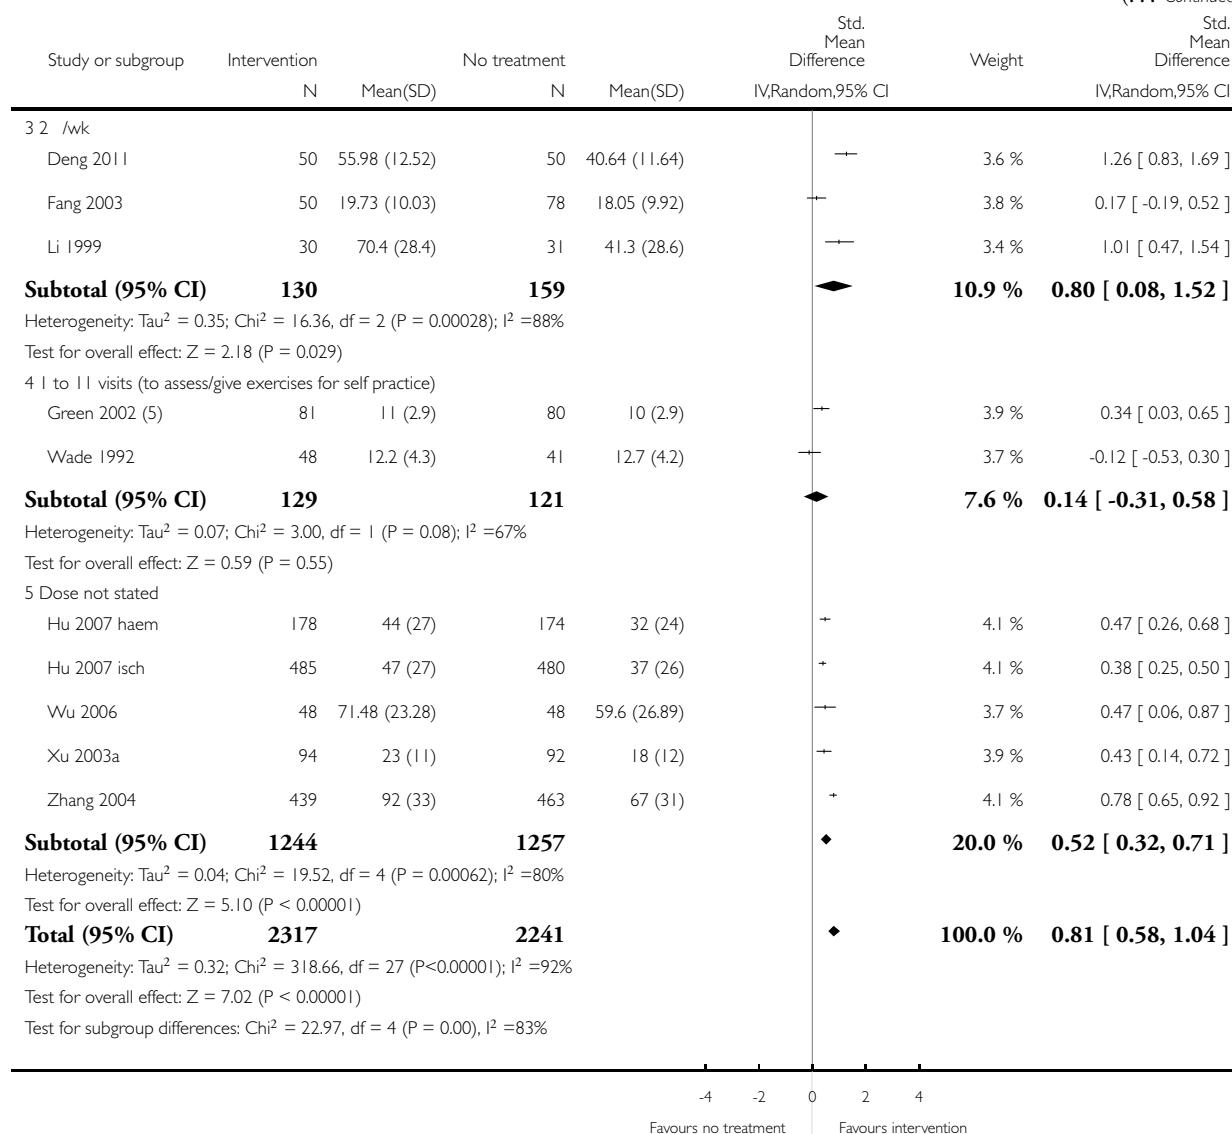 Std.
Mean
Difference
Std.
Mean
Difference
Study or subgroup Intervention No treatment Weight
N Mean(SD) N Mean(SD) IV,Random,95% CI IV,Random,95% CI
3 2 /wk
Deng 2011 50 55.98 (12.52) 50 40.64 (11.64) 3.6 % 1.26 [ 0.83, 1.69 ]
Fang 2003 50 19.73 (10.03) 78 18.05 (9.92) 3.8 % 0.17 [ -0.19, 0.52 ]
Li 1999 30 70.4 (28.4) 31 41.3 (28.6) 3.4 % 1.01 [ 0.47, 1.54 ]
Subtotal (95% CI) 130 159 10.9 % 0.80 [ 0.08, 1.52 ]
Heterogeneity: Tau² = 0.35; Chi² = 16.36, df = 2 (P = 0.00028); I² =88%
Test for overall effect: Z = 2.18 (P = 0.029)
4 1 to 11 visits (to assess/give exercises for self practice)
Green 2002 (5) 81 11 (2.9) 80 10 (2.9) 3.9 % 0.34 [ 0.03, 0.65 ]
Wade 1992 48 12.2 (4.3) 41 12.7 (4.2) 3.7 % -0.12 [ -0.53, 0.30 ]
Subtotal (95% CI) 129 121 7.6 % 0.14 [ -0.31, 0.58 ]
Heterogeneity: Tau² = 0.07; Chi² = 3.00, df = 1 (P = 0.08); I² =67%
Test for overall effect: Z = 0.59 (P = 0.55)
5 Dose not stated
Hu 2007 haem 178 44 (27) 174 32 (24) 4.1 % 0.47 [ 0.26, 0.68 ]
Hu 2007 isch 485 47 (27) 480 37 (26) 4.1 % 0.38 [ 0.25, 0.50 ]
Wu 2006 48 71.48 (23.28) 48 59.6 (26.89) 3.7 % 0.47 [ 0.06, 0.87 ]
Xu 2003a 94 23 (11) 92 18 (12) 3.9 % 0.43 [ 0.14, 0.72 ]
Zhang 2004 439 92 (33) 463 67 (31) 4.1 % 0.78 [ 0.65, 0.92 ]
Subtotal (95% CI) 1244 1257 20.0 % 0.52 [ 0.32, 0.71 ]
Heterogeneity: Tau² = 0.04; Chi² = 19.52, df = 4 (P = 0.00062); I² =80%
Test for overall effect: Z = 5.10 (P < 0.00001)
Total (95% CI) 2317 2241 100.0 % 0.81 [ 0.58, 1.04 ]
Heterogeneity: Tau² = 0.32; Chi² = 318.66, df = 27 (P<0.00001); I² =92%
Test for overall effect: Z = 7.02 (P < 0.00001)
Test for subgroup differences: Chi² = 22.97, df = 4 (P = 0.00), I² =83%
-4 -2 0 2 4
Favours no treatment Favours intervention